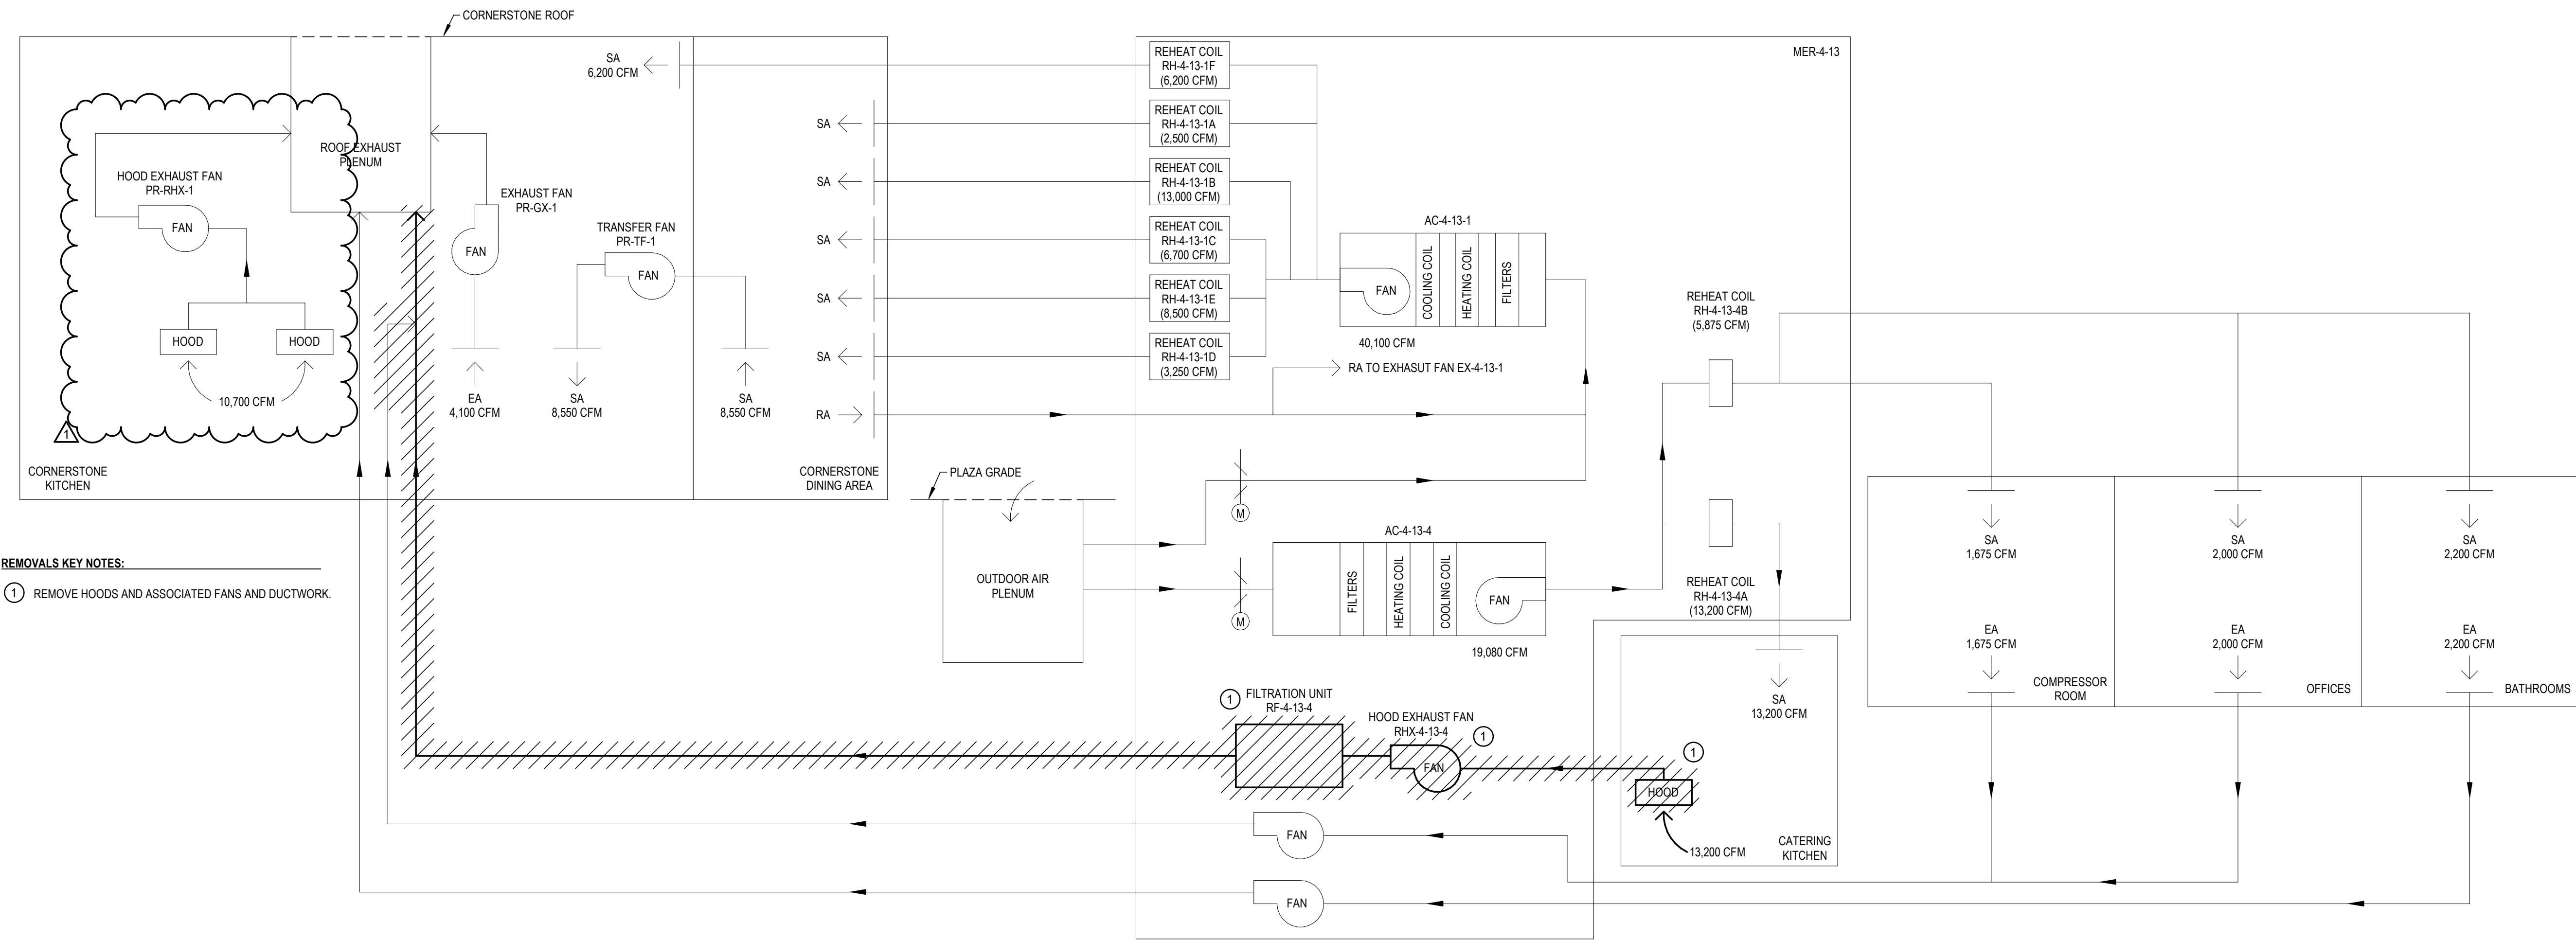 CORNERSTONE ROOF
SA
6,200 CFM
ROOF EXHAUST
PLENUM
HOOD EXHAUST FAN
PR-RHX-1
FAN
HOOD
HOOD
10,700 CFM
1
CORNERSTONE
KITCHEN
EXHAUST FAN
PR-GX-1
FAN
EA
4,100 CFM
TRANSFER FAN
PR-TF-1
FAN
SA
8,550 CFM
SA
8,550 CFM
SA
SA
SA
SA
SA
RA
CORNERSTONE
DINING AREA
REMOVALS KEY NOTES:
1 REMOVE HOODS AND ASSOCIATED FANS AND DUCTWORK.
MER-4-13
REHEAT COIL
RH-4-13-1F
(6,200 CFM)
REHEAT COIL
RH-4-13-1A
(2,500 CFM)
REHEAT COIL
RH-4-13-1B
(13,000 CFM)
REHEAT COIL
RH-4-13-1C
(6,700 CFM)
REHEAT COIL
RH-4-13-1E
(8,500 CFM)
REHEAT COIL
RH-4-13-1D
(3,250 CFM)
AC-4-13-1
FAN
COOLING COIL
HEATING COIL
FILTERS
40,100 CFM
RA TO EXHASUT FAN EX-4-13-1
PLAZA GRADE
OUTDOOR AIR
PLENUM
M
M
AC-4-13-4
FILTERS
HEATING COIL
COOLING COIL
FAN
19,080 CFM
REHEAT COIL
RH-4-13-4B
(5,875 CFM)
REHEAT COIL
RH-4-13-4A
(13,200 CFM)
SA
13,200 CFM
1
FILTRATION UNIT
RF-4-13-4
HOOD EXHAUST FAN
RHX-4-13-4
1
FAN
1
HOOD
13,200 CFM
CATERING
KITCHEN
FAN
FAN
SA
1,675 CFM
EA
1,675 CFM
COMPRESSOR
ROOM
SA
2,000 CFM
EA
2,000 CFM
OFFICES
SA
2,200 CFM
EA
2,200 CFM
BATHROOMS